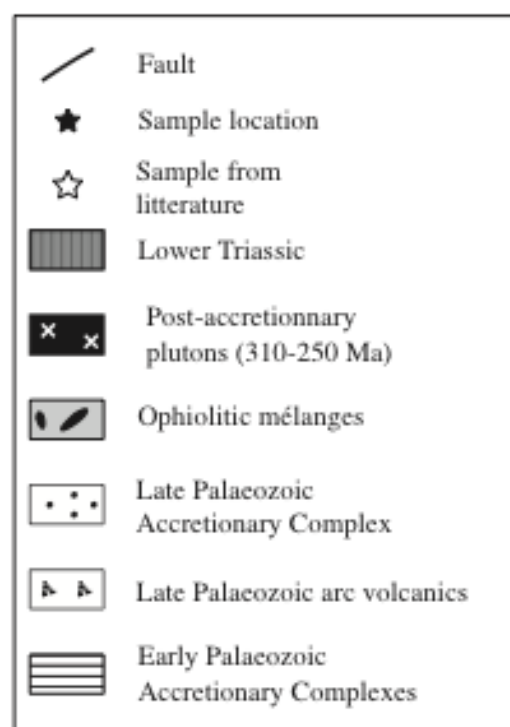 Fault
Sample location
Sample from
litterature
Lower Triassic
Post-accretionnary
plutons (310-250 Ma)
Ophiolitic mélanges
Late Palaeozoic
Accretionary Complex
Late Palaeozoic arc volcanics
Early Palaeozoic
Accretionary Complexes